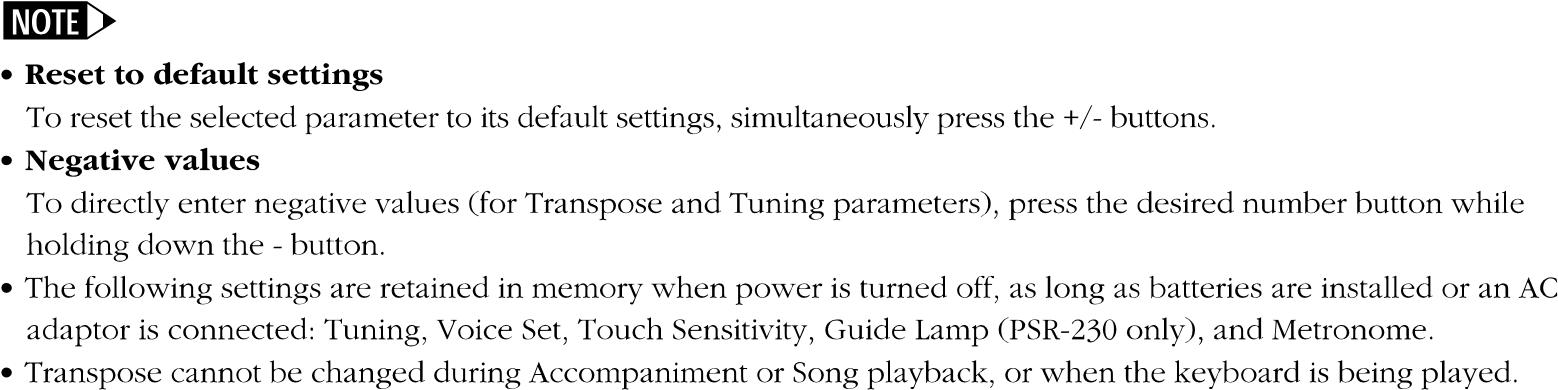 NOTE
• Reset to default settings
To reset the selected parameter to its default settings, simultaneously press the +/- buttons.
• Negative values
To directly enter negative values (for Transpose and Tuning parameters), press the desired number button while
holding down the - button.
• The following settings are retained in memory when power is turned off, as long as batteries are installed or an AC
adaptor is connected: Tuning, Voice Set, Touch Sensitivity, Guide Lamp (PSR-230 only), and Metronome.
• Transpose cannot be changed during Accompaniment or Song playback, or when the keyboard is being played.